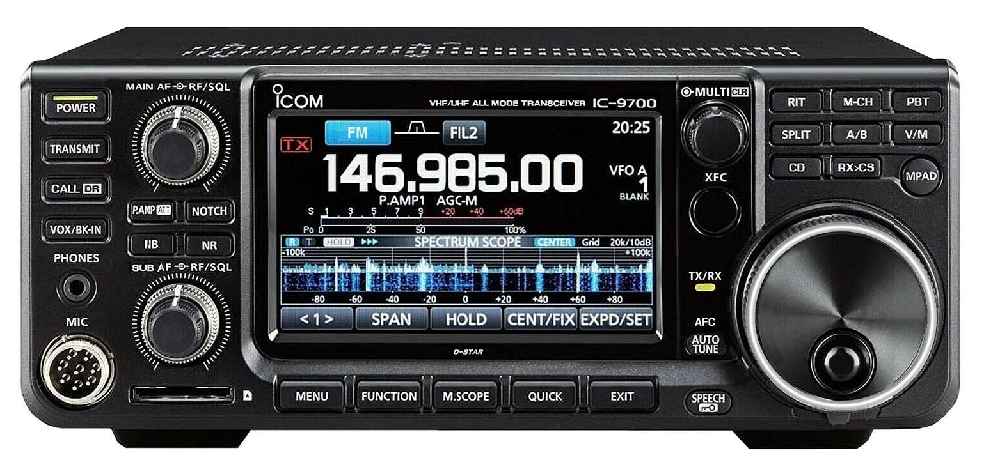 POWER
TRANSMIT
CALL DR
VOX/BK-IN
PHONES
MIC
MAIN AF RF/SQL
P.AMP AT NOTCH
NB NR
SUB AF RF/SQL
ICOM
VHF/UHF ALL MODE TRANSCEIVER IC-9700
FM FIL2 20:25
TX
146.985.00
VFO A
1
BLANK
P.AMP1 AGC-M
S 1 3 5 7 9 +20 +40 +60dB
Po 0 25 50 100%
R T HOLD SPECTRUM SCOPE CENTER Grid 20k/10dB
-100k +100k
-80 -60 -40 -20 0 +20 +40 +60 +80
< 1 > SPAN HOLD CENT/FIX EXPD/SET
D-STAR
MENU FUNCTION M.SCOPE QUICK EXIT
MULTI CLR
XFC
TX/RX
AFC
AUTO
TUNE
SPEECH
RIT M-CH PBT
SPLIT A/B V/M
CD RX>CS MPAD